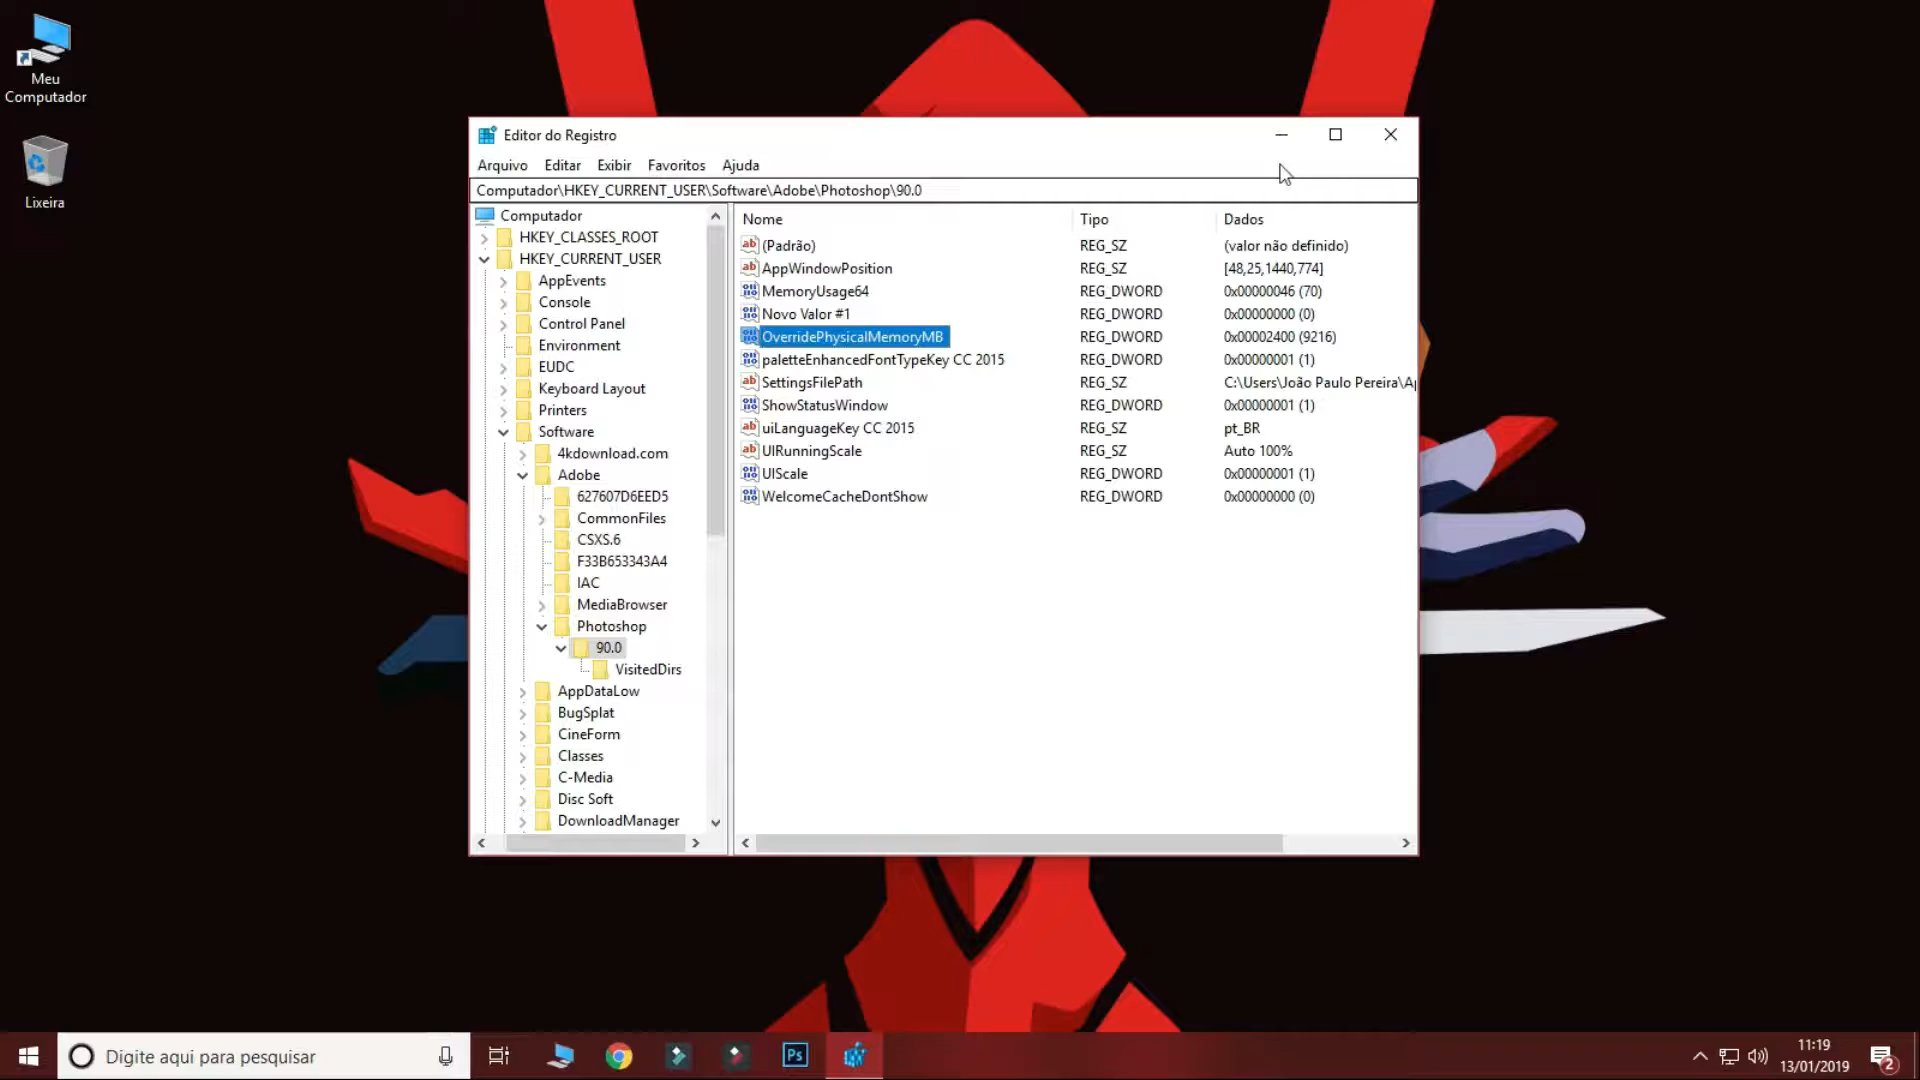 Meu
Computador
Lixeira
Editor do Registro
Arquivo Editar Exibir Favoritos Ajuda
Computador\HKEY_CURRENT_USER\Software\Adobe\Photoshop\90.0
Computador
HKEY_CLASSES_ROOT
HKEY_CURRENT_USER
AppEvents
Console
Control Panel
Environment
EUDC
Keyboard Layout
Printers
Software
4kdownload.com
Adobe
627607D6EED5
CommonFiles
CSXS.6
F33B653343A4
IAC
MediaBrowser
Photoshop
90.0
VisitedDirs
AppDataLow
BugSplat
CineForm
Classes
C-Media
Disc Soft
DownloadManager
Nome Tipo Dados
(Padrão) REG_SZ (valor não definido)
AppWindowPosition REG_SZ [48,25,1440,774]
MemoryUsage64 REG_DWORD 0x00000046 (70)
Novo Valor #1 REG_DWORD 0x00000000 (0)
OverridePhysicalMemoryMB REG_DWORD 0x00002400 (9216)
paletteEnhancedFontTypeKey CC 2015 REG_DWORD 0x00000001 (1)
SettingsFilePath REG_SZ C:\Users\João Paulo Pereira\A
ShowStatusWindow REG_DWORD 0x00000001 (1)
uiLanguageKey CC 2015 REG_SZ pt_BR
UIRunningScale REG_SZ Auto 100%
UIScale REG_DWORD 0x00000001 (1)
WelcomeCacheDontShow REG_DWORD 0x00000000 (0)
Digite aqui para pesquisar
Ps
11:19
13/01/2019
2